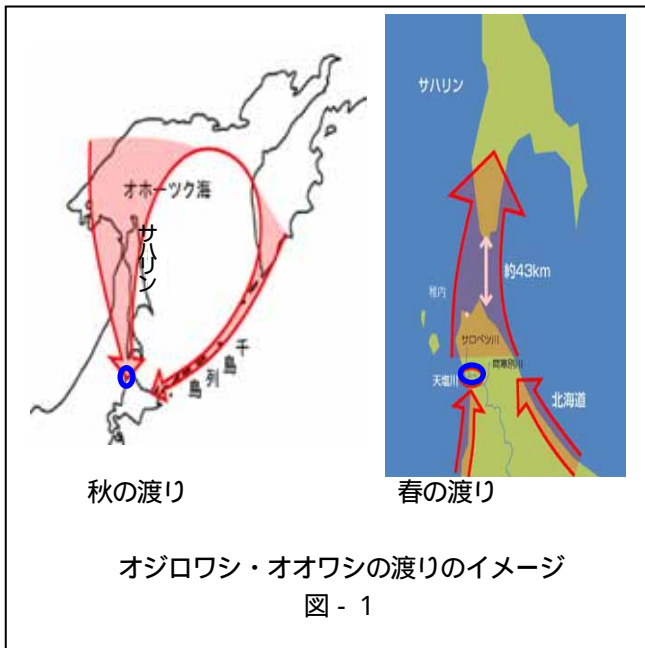 オホーツク海
サハリン
千島列島
秋の渡り
サハリン
約43km
稚内
サロベツ川
問寒別川
天塩川
北海道
春の渡り
オジロワシ・オオワシの渡りのイメージ
図 - 1